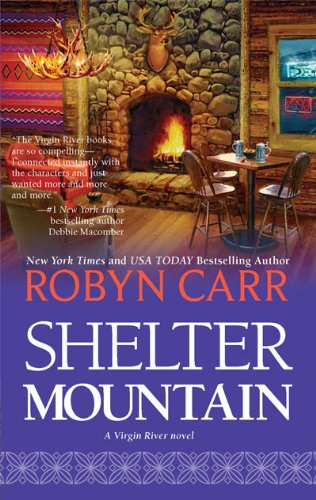 "The Virgin River books
are so compelling—
I connected instantly with
the characters and just
wanted more and more
and more."
—#1 New York Times
bestselling author
Debbie Macomber
New York Times and USA TODAY Bestselling Author
ROBYN CARR
SHELTER
MOUNTAIN
A Virgin River novel